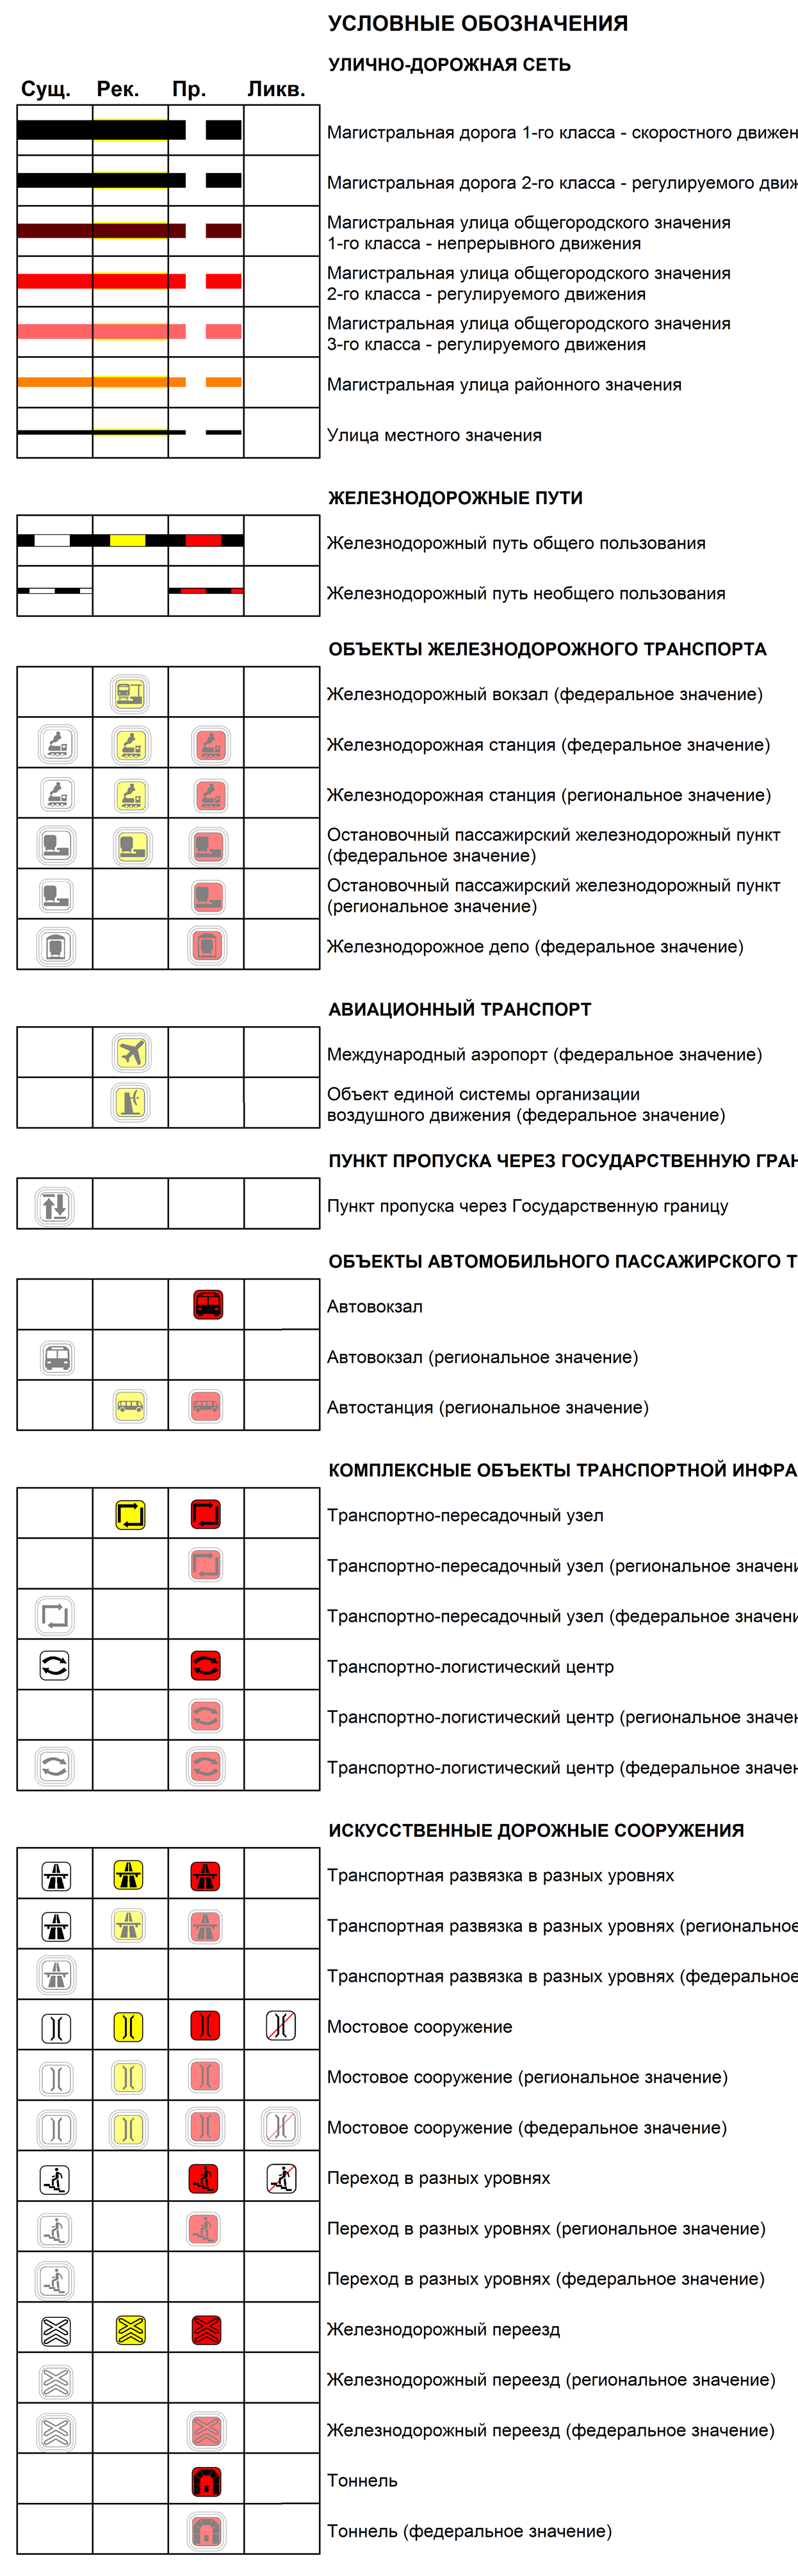 УСЛОВНЫЕ ОБОЗНАЧЕНИЯ
УЛИЧНО-ДОРОЖНАЯ СЕТЬ
Сущ. Рек. Пр. Ликв.
Магистральная дорога 1-го класса - скоростного движен
Магистральная дорога 2-го класса - регулируемого движ
Магистральная улица общегородского значения
1-го класса - непрерывного движения
Магистральная улица общегородского значения
2-го класса - регулируемого движения
Магистральная улица общегородского значения
3-го класса - регулируемого движения
Магистральная улица районного значения
Улица местного значения
ЖЕЛЕЗНОДОРОЖНЫЕ ПУТИ
Железнодорожный путь общего пользования
Железнодорожный путь необщего пользования
ОБЪЕКТЫ ЖЕЛЕЗНОДОРОЖНОГО ТРАНСПОРТА
Железнодорожный вокзал (федеральное значение)
Железнодорожная станция (федеральное значение)
Железнодорожная станция (региональное значение)
Остановочный пассажирский железнодорожный пункт
(федеральное значение)
Остановочный пассажирский железнодорожный пункт
(региональное значение)
Железнодорожное депо (федеральное значение)
АВИАЦИОННЫЙ ТРАНСПОРТ
Международный аэропорт (федеральное значение)
Объект единой системы организации
воздушного движения (федеральное значение)
ПУНКТ ПРОПУСКА ЧЕРЕЗ ГОСУДАРСТВЕННУЮ ГРАН
Пункт пропуска через Государственную границу
ОБЪЕКТЫ АВТОМОБИЛЬНОГО ПАССАЖИРСКОГО Т
Автовокзал
Автовокзал (региональное значение)
Автостанция (региональное значение)
КОМПЛЕКСНЫЕ ОБЪЕКТЫ ТРАНСПОРТНОЙ ИНФРА
Транспортно-пересадочный узел
Транспортно-пересадочный узел (региональное значени
Транспортно-пересадочный узел (федеральное значени
Транспортно-логистический центр
Транспортно-логистический центр (региональное значен
Транспортно-логистический центр (федеральное значен
ИСКУССТВЕННЫЕ ДОРОЖНЫЕ СООРУЖЕНИЯ
Транспортная развязка в разных уровнях
Транспортная развязка в разных уровнях (региональное
Транспортная развязка в разных уровнях (федеральное
Мостовое сооружение
Мостовое сооружение (региональное значение)
Мостовое сооружение (федеральное значение)
Переход в разных уровнях
Переход в разных уровнях (региональное значение)
Переход в разных уровнях (федеральное значение)
Железнодорожный переезд
Железнодорожный переезд (региональное значение)
Железнодорожный переезд (федеральное значение)
Тоннель
Тоннель (федеральное значение)